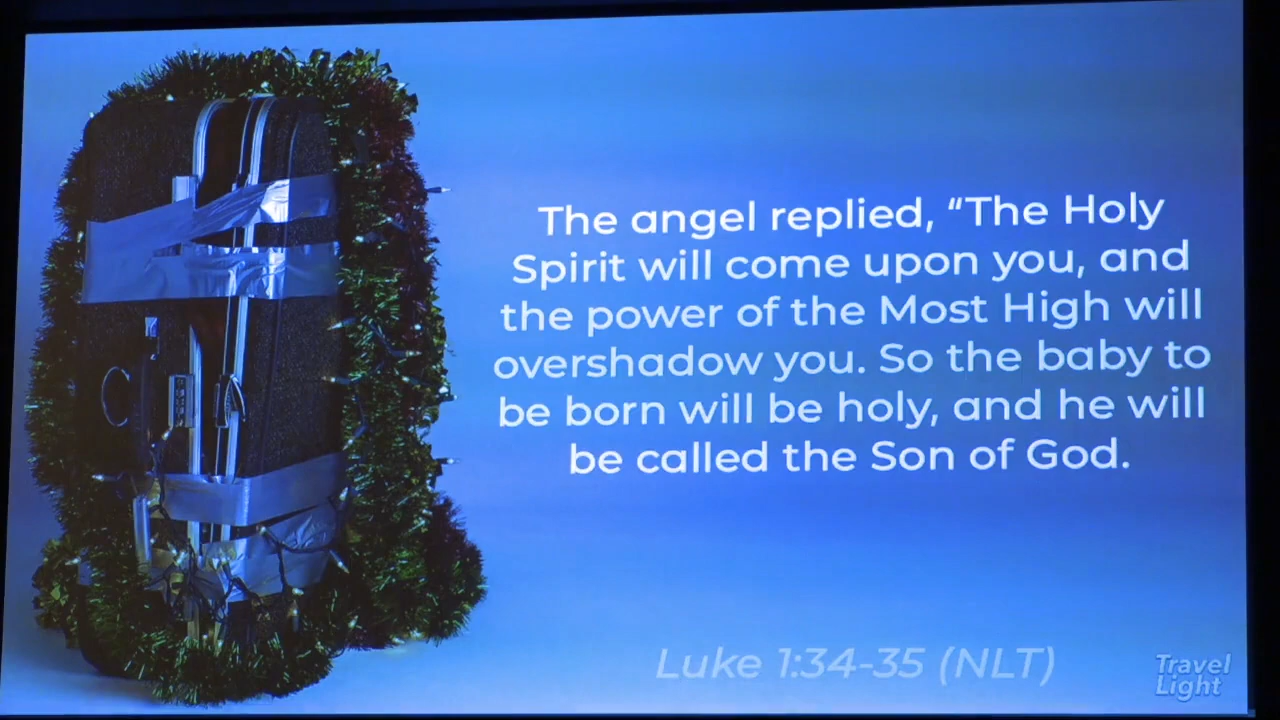 The angel replied, “The Holy
Spirit will come upon you, and
the power of the Most High will
overshadow you. So the baby to
be born will be holy, and he will
be called the Son of God.
Luke 1:34-35 (NLT)
Travel
Light